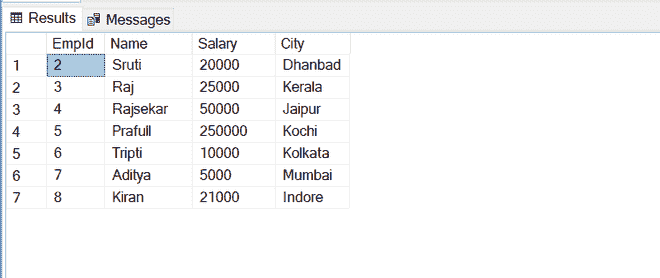 Results Messages
EmpId Name Salary City
1 2 Sruti 20000 Dhanbad
2 3 Raj 25000 Kerala
3 4 Rajsekar 50000 Jaipur
4 5 Prafull 250000 Kochi
5 6 Tripti 10000 Kolkata
6 7 Aditya 5000 Mumbai
7 8 Kiran 21000 Indore